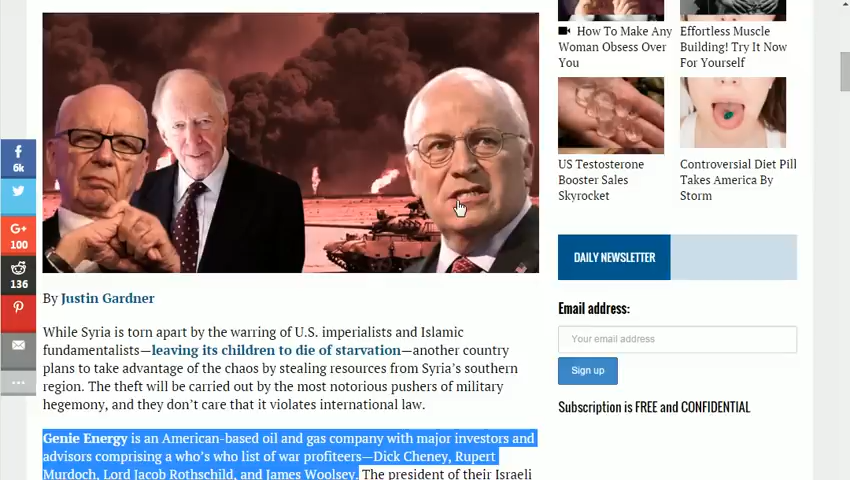 How To Make Any
Woman Obsess Over
You
Effortless Muscle
Building! Try It Now
For Yourself
US Testosterone
Booster Sales
Skyrocket
Controversial Diet Pill
Takes America By
Storm
6k
G+
100
136
DAILY NEWSLETTER
Email address:
Your email address
Sign up
Subscription is FREE and CONFIDENTIAL
By Justin Gardner
While Syria is torn apart by the warring of U.S. imperialists and Islamic
fundamentalists—leaving its children to die of starvation—another country
plans to take advantage of the chaos by stealing resources from Syria's southern
region. The theft will be carried out by the most notorious pushers of military
hegemony, and they don't care that it violates international law.
Genie Energy is an American-based oil and gas company with major investors and
advisors comprising a who's who list of war profiteers—Dick Cheney, Rupert
Murdoch, Lord Jacob Rothschild, and James Woolsey. The president of their Israeli